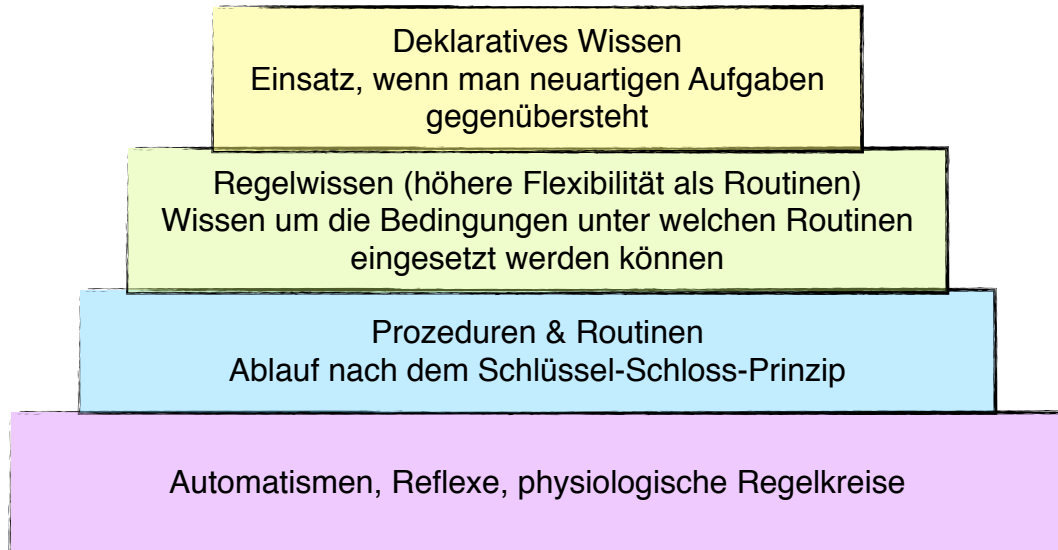 Deklaratives Wissen
Einsatz, wenn man neuartigen Aufgaben
gegenübersteht
Regelwissen (höhere Flexibilität als Routinen)
Wissen um die Bedingungen unter welchen Routinen
eingesetzt werden können
Prozeduren & Routinen
Ablauf nach dem Schlüssel-Schloss-Prinzip
Automatismen, Reflexe, physiologische Regelkreise